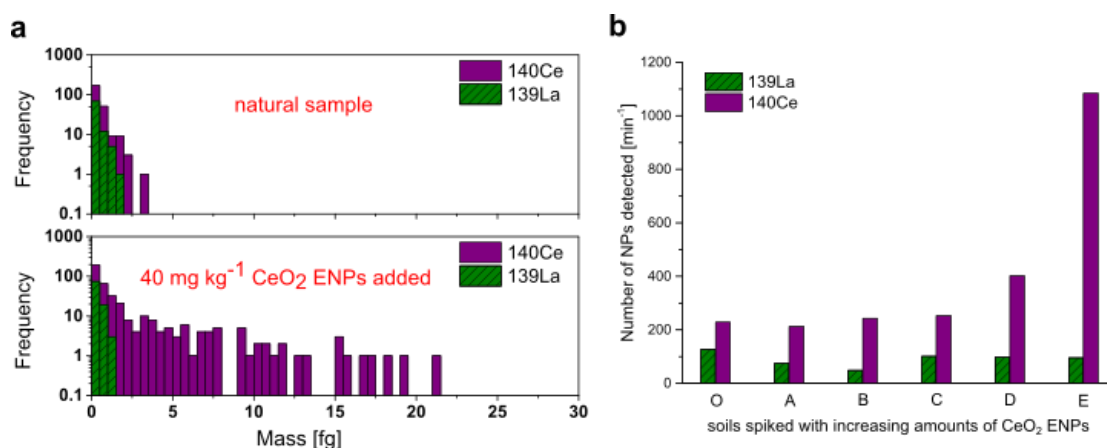 a
1000
100
10
1
0.1
Frequency
natural sample
140Ce
139La
1000
100
10
1
0.1
Frequency
40 mg kg⁻¹ CeO₂ ENPs added
140Ce
139La
0 5 10 15 20 25 30
Mass [fg]
b
1200
1000
800
600
400
200
0
Number of NPs detected [min⁻¹]
139La
140Ce
O A B C D E
soils spiked with increasing amounts of CeO₂ ENPs